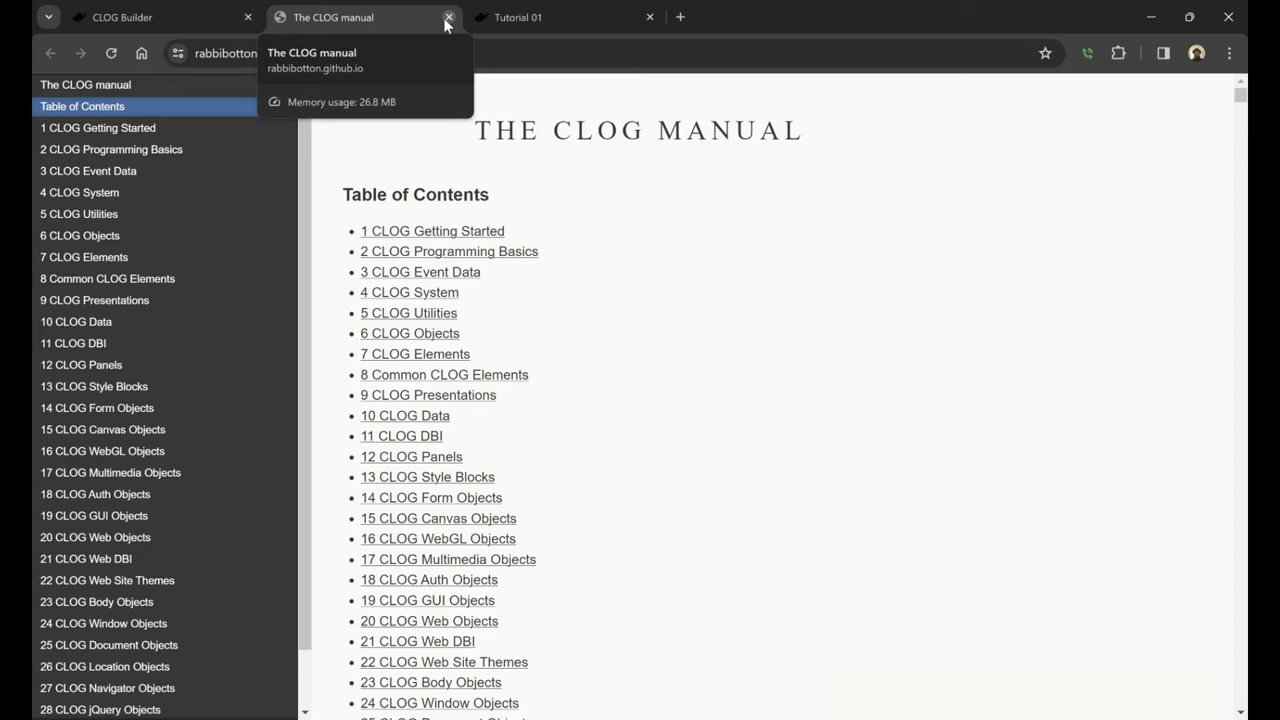 CLOG Builder
The CLOG manual
Tutorial 01
rabbibotton
The CLOG manual
rabbibotton.github.io
Memory usage: 26.8 MB
The CLOG manual
Table of Contents
1 CLOG Getting Started
2 CLOG Programming Basics
3 CLOG Event Data
4 CLOG System
5 CLOG Utilities
6 CLOG Objects
7 CLOG Elements
8 Common CLOG Elements
9 CLOG Presentations
10 CLOG Data
11 CLOG DBI
12 CLOG Panels
13 CLOG Style Blocks
14 CLOG Form Objects
15 CLOG Canvas Objects
16 CLOG WebGL Objects
17 CLOG Multimedia Objects
18 CLOG Auth Objects
19 CLOG GUI Objects
20 CLOG Web Objects
21 CLOG Web DBI
22 CLOG Web Site Themes
23 CLOG Body Objects
24 CLOG Window Objects
25 CLOG Document Objects
26 CLOG Location Objects
27 CLOG Navigator Objects
28 CLOG jQuery Objects
THE CLOG MANUAL
Table of Contents
• 1 CLOG Getting Started
• 2 CLOG Programming Basics
• 3 CLOG Event Data
• 4 CLOG System
• 5 CLOG Utilities
• 6 CLOG Objects
• 7 CLOG Elements
• 8 Common CLOG Elements
• 9 CLOG Presentations
• 10 CLOG Data
• 11 CLOG DBI
• 12 CLOG Panels
• 13 CLOG Style Blocks
• 14 CLOG Form Objects
• 15 CLOG Canvas Objects
• 16 CLOG WebGL Objects
• 17 CLOG Multimedia Objects
• 18 CLOG Auth Objects
• 19 CLOG GUI Objects
• 20 CLOG Web Objects
• 21 CLOG Web DBI
• 22 CLOG Web Site Themes
• 23 CLOG Body Objects
• 24 CLOG Window Objects